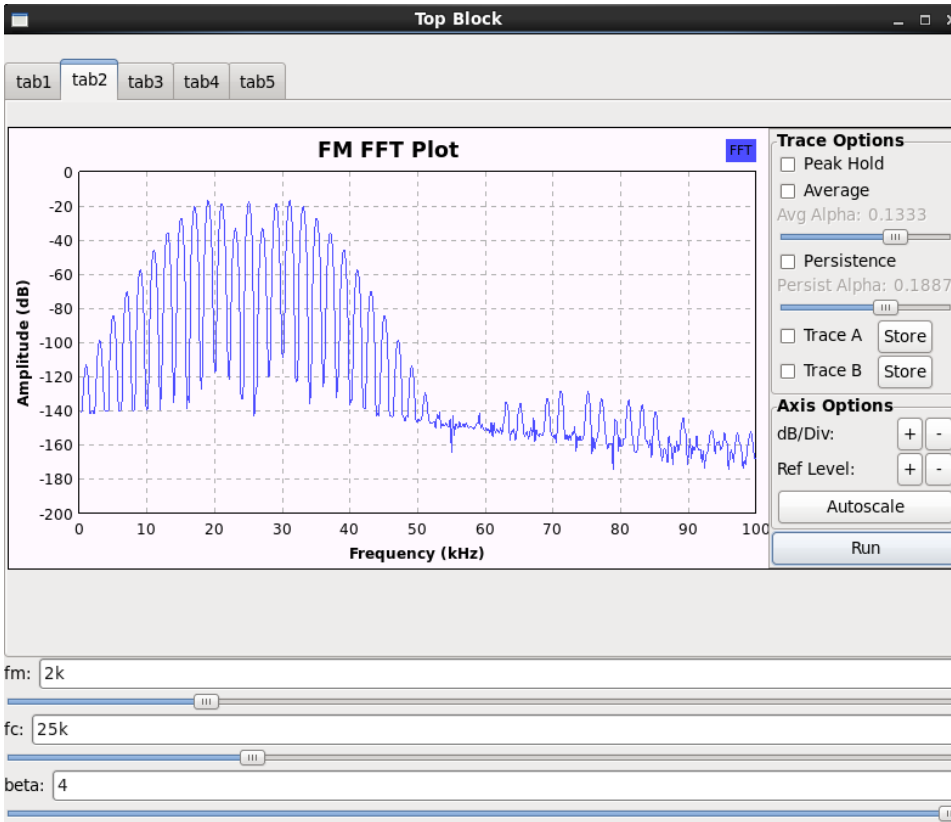 Top Block
tab1 tab2 tab3 tab4 tab5
FM FFT Plot
FFT
Amplitude (dB)
0
-20
-40
-60
-80
-100
-120
-140
-160
-180
-200
0 10 20 30 40 50 60 70 80 90 100
Frequency (kHz)
Trace Options
Peak Hold
Average
Avg Alpha: 0.1333
Persistence
Persist Alpha: 0.1887
Trace A Store
Trace B Store
Axis Options
dB/Div: + -
Ref Level: + -
Autoscale
Run
fm: 2k
fc: 25k
beta: 4